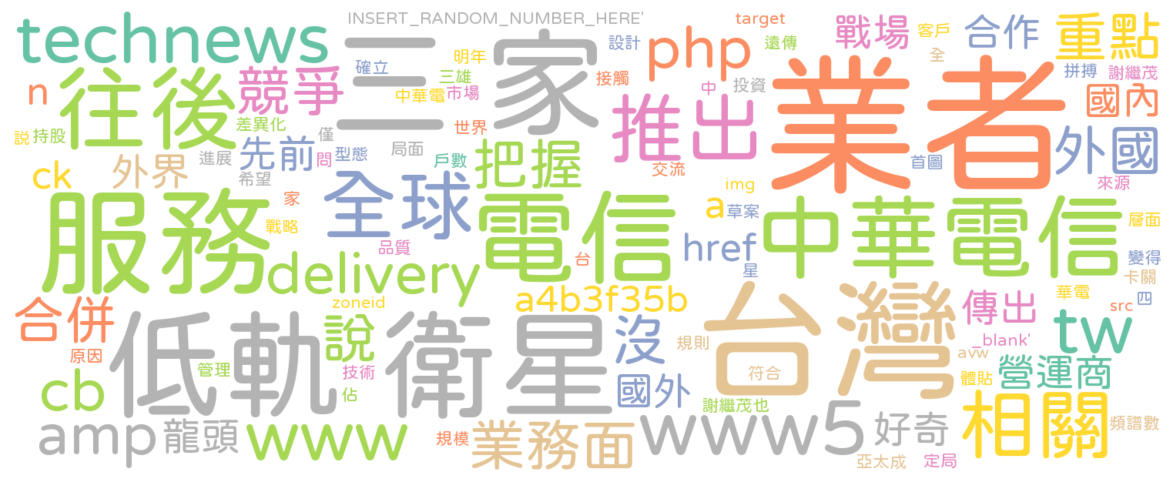 INSERT_RANDOM_NUMBER_HERE'
target
technews
三家
設計
php
遠傳
戰場
客戶
全
合作
重點
明年
確立
三雄
接觸
投資
中
拼搏
謝繼茂
n
往後
競爭
中華電
市場
推出
業者
國內
說
持股
差異化
僅
世界
二
外國
進展
先前
問
型態
局面
戶數
把握
交流
首圖
來源
ck
外界
希望
家
全球
img
服務
戰略
電信
a
草案
中華電信
層面
品質
台
href
星
變得
卡關
delivery
zoneid
a4b3f35b
台灣
傳出
華電
四
src
合併
低軌
說
衛星
沒
規則
tw
_blank'
原因
管理
技術
符合
avw
體貼
營運商
cb
佔
國外
謝繼茂也
相關
頻譜數
amp
龍頭
www
規模
業務面
www5
好奇
亞太成
定局